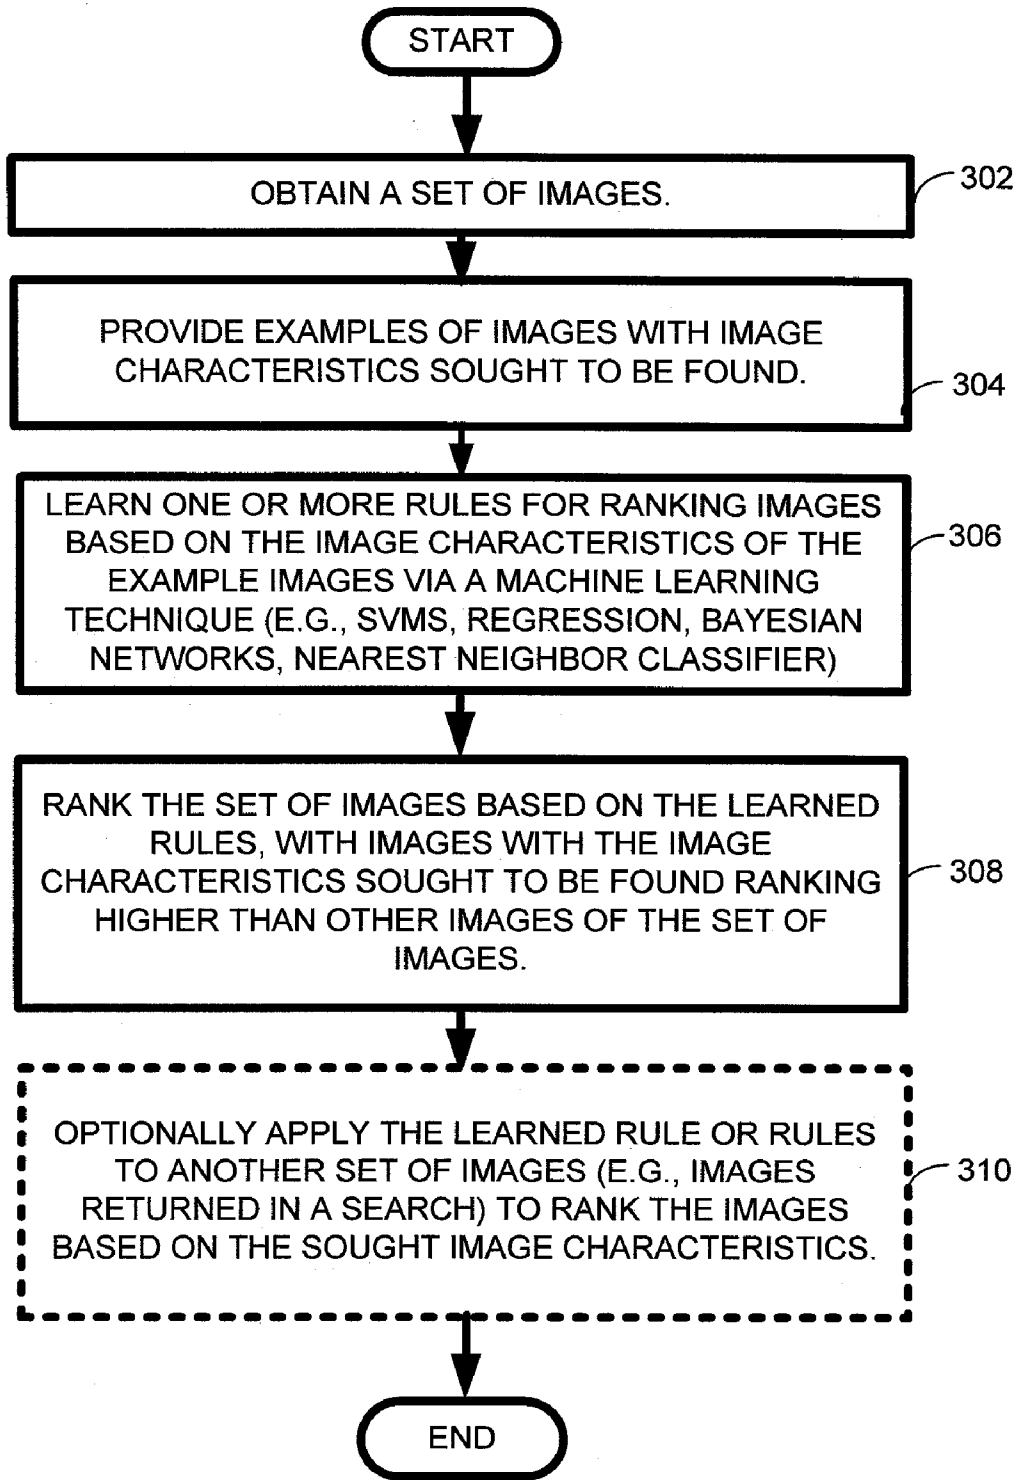 START
OBTAIN A SET OF IMAGES.
302
PROVIDE EXAMPLES OF IMAGES WITH IMAGE
CHARACTERISTICS SOUGHT TO BE FOUND.
304
LEARN ONE OR MORE RULES FOR RANKING IMAGES
BASED ON THE IMAGE CHARACTERISTICS OF THE
EXAMPLE IMAGES VIA A MACHINE LEARNING
TECHNIQUE (E.G., SVMS, REGRESSION, BAYESIAN
NETWORKS, NEAREST NEIGHBOR CLASSIFIER)
306
RANK THE SET OF IMAGES BASED ON THE LEARNED
RULES, WITH IMAGES WITH THE IMAGE
CHARACTERISTICS SOUGHT TO BE FOUND RANKING
HIGHER THAN OTHER IMAGES OF THE SET OF
IMAGES.
308
OPTIONALLY APPLY THE LEARNED RULE OR RULES
TO ANOTHER SET OF IMAGES (E.G., IMAGES
RETURNED IN A SEARCH) TO RANK THE IMAGES
BASED ON THE SOUGHT IMAGE CHARACTERISTICS.
310
END